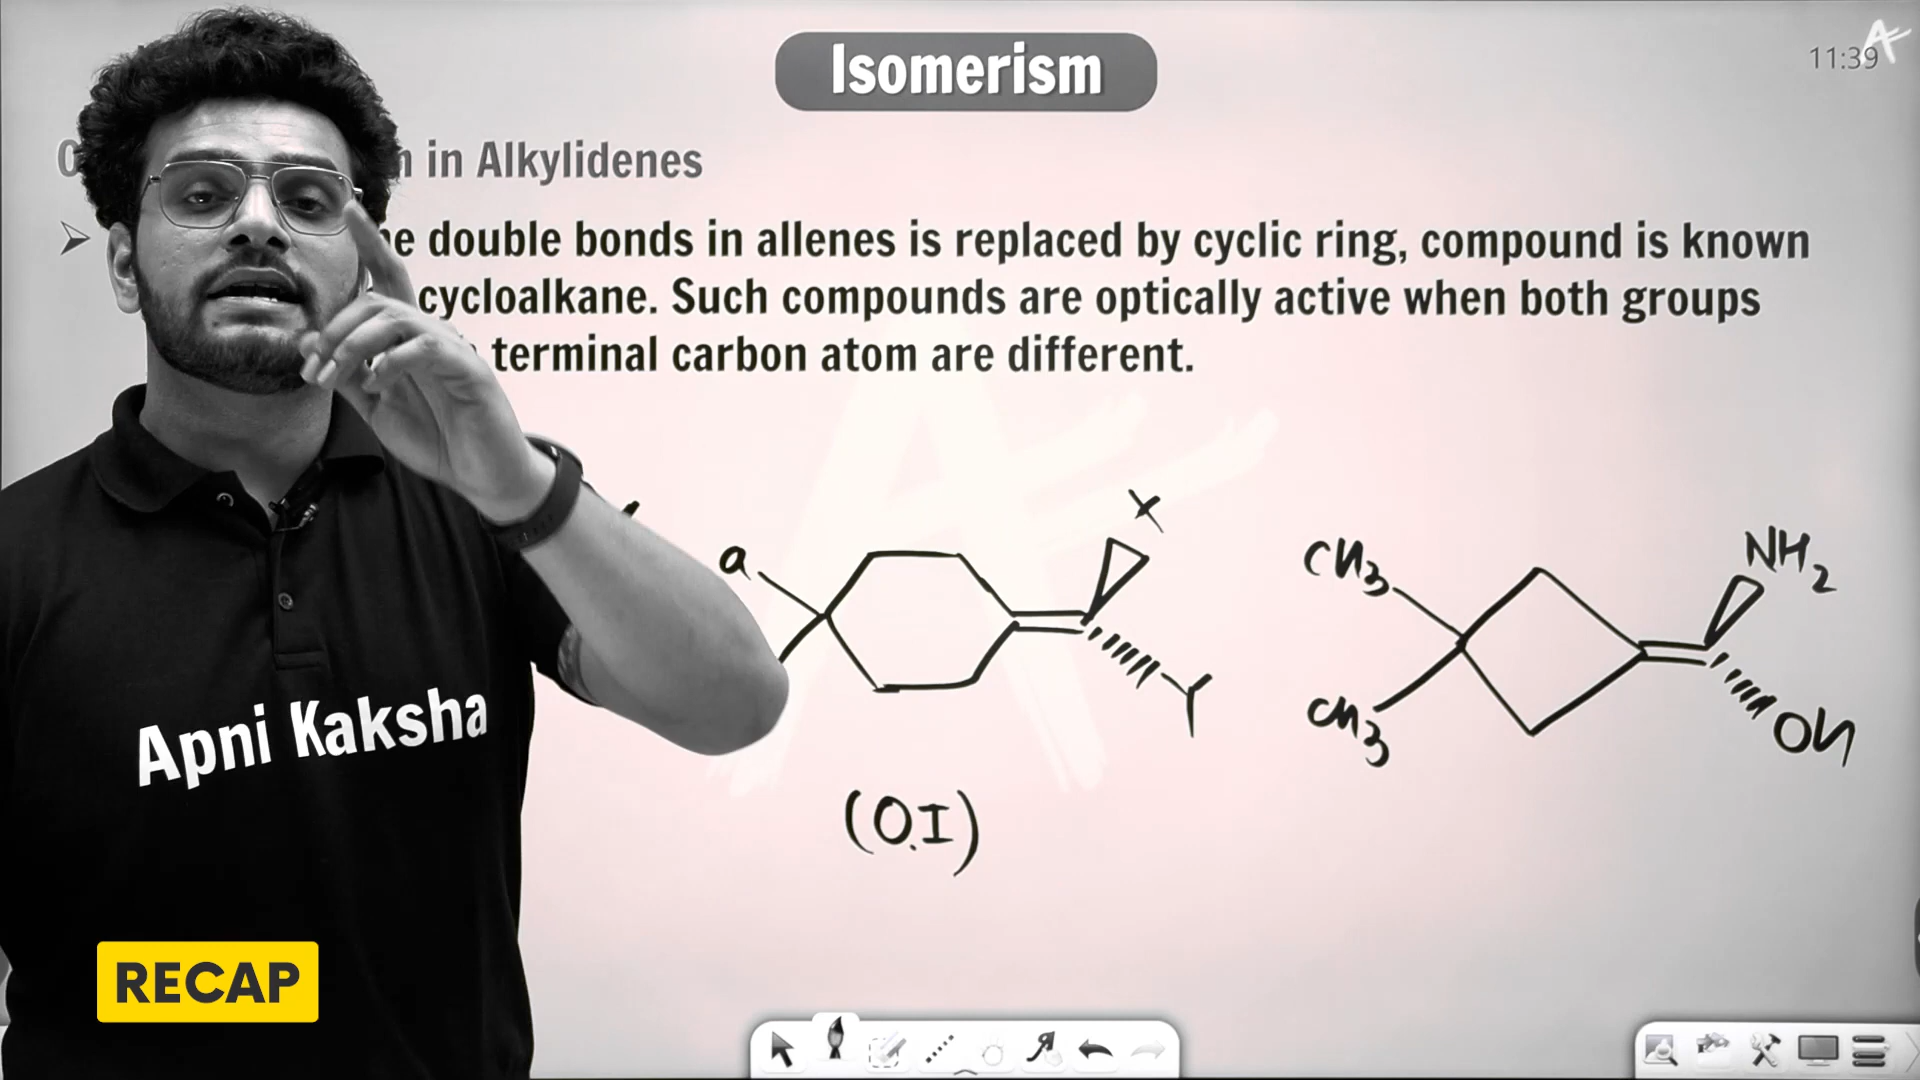 Isomerism
11:39
in Alkylidenes
double bonds in allenes is replaced by cyclic ring, compound is known
cycloalkane. Such compounds are optically active when both groups
terminal carbon atom are different.
a
X
Y
(O.I)
CH3
CH3
NH2
OH
Apni Kaksha
RECAP